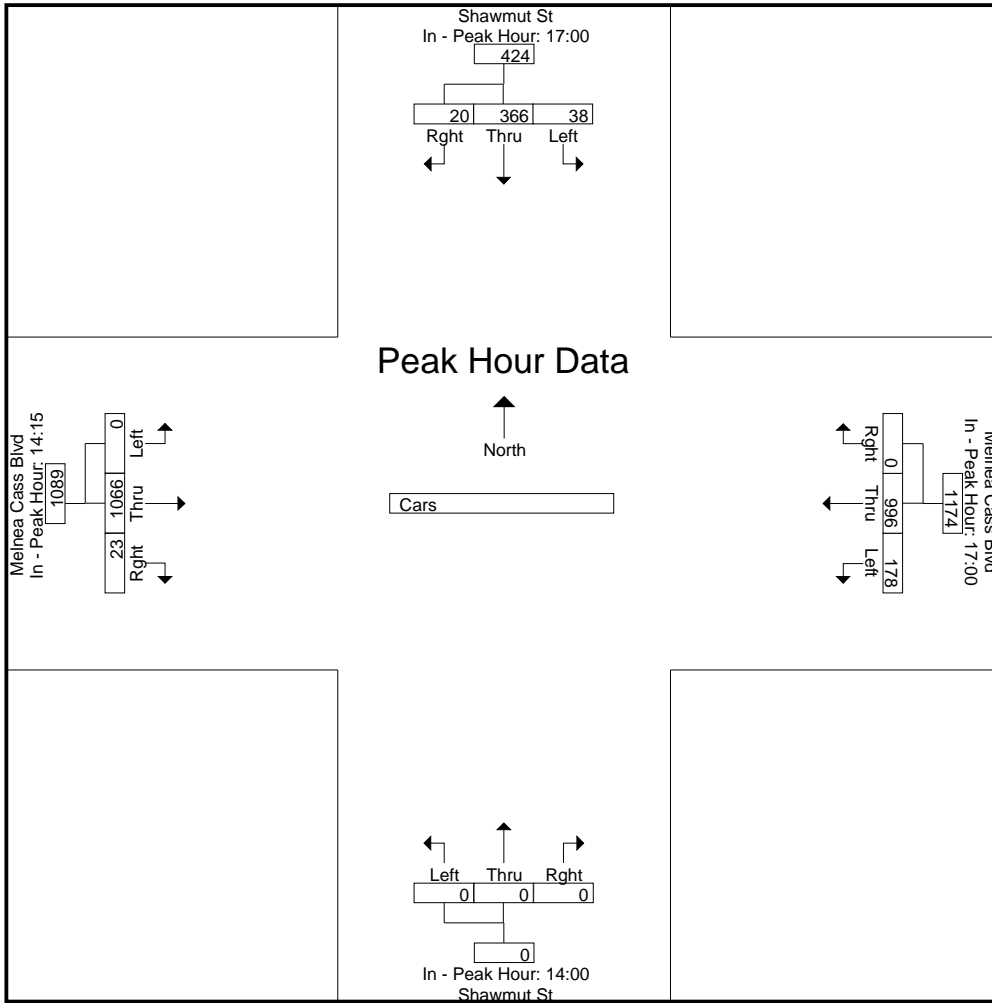 Shawmut St
In - Peak Hour: 17:00
424
20 366 38
Rght Thru Left
Peak Hour Data
North
Cars
Melnea Cass Blvd
In - Peak Hour: 14:15
1089
0 1066 23
Left Thru Rght
Melnea Cass Blvd
In - Peak Hour: 17:00
1174
0 996 178
Rght Thru Left
Left Thru Rght
0 0 0
0
In - Peak Hour: 14:00
Shawmut St